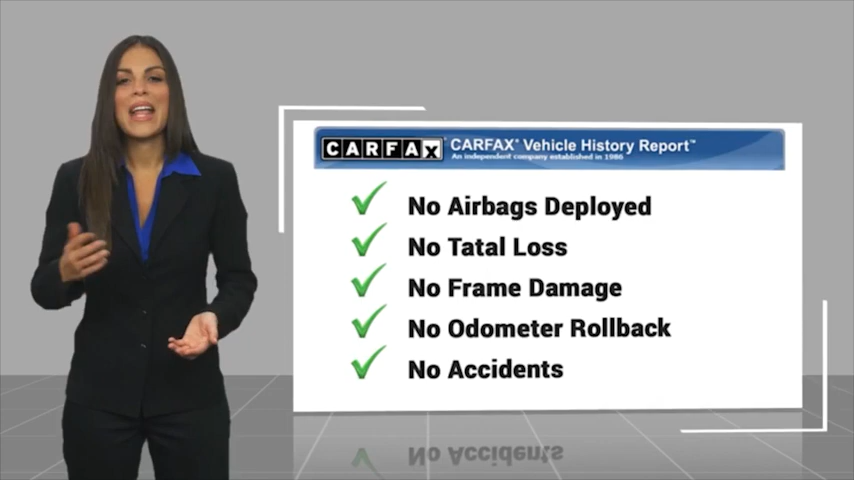 CARFAX CARFAX® Vehicle History Report™
An independent company established in 1986
No Airbags Deployed
No Tatal Loss
No Frame Damage
No Odometer Rollback
No Accidents
No Accidents